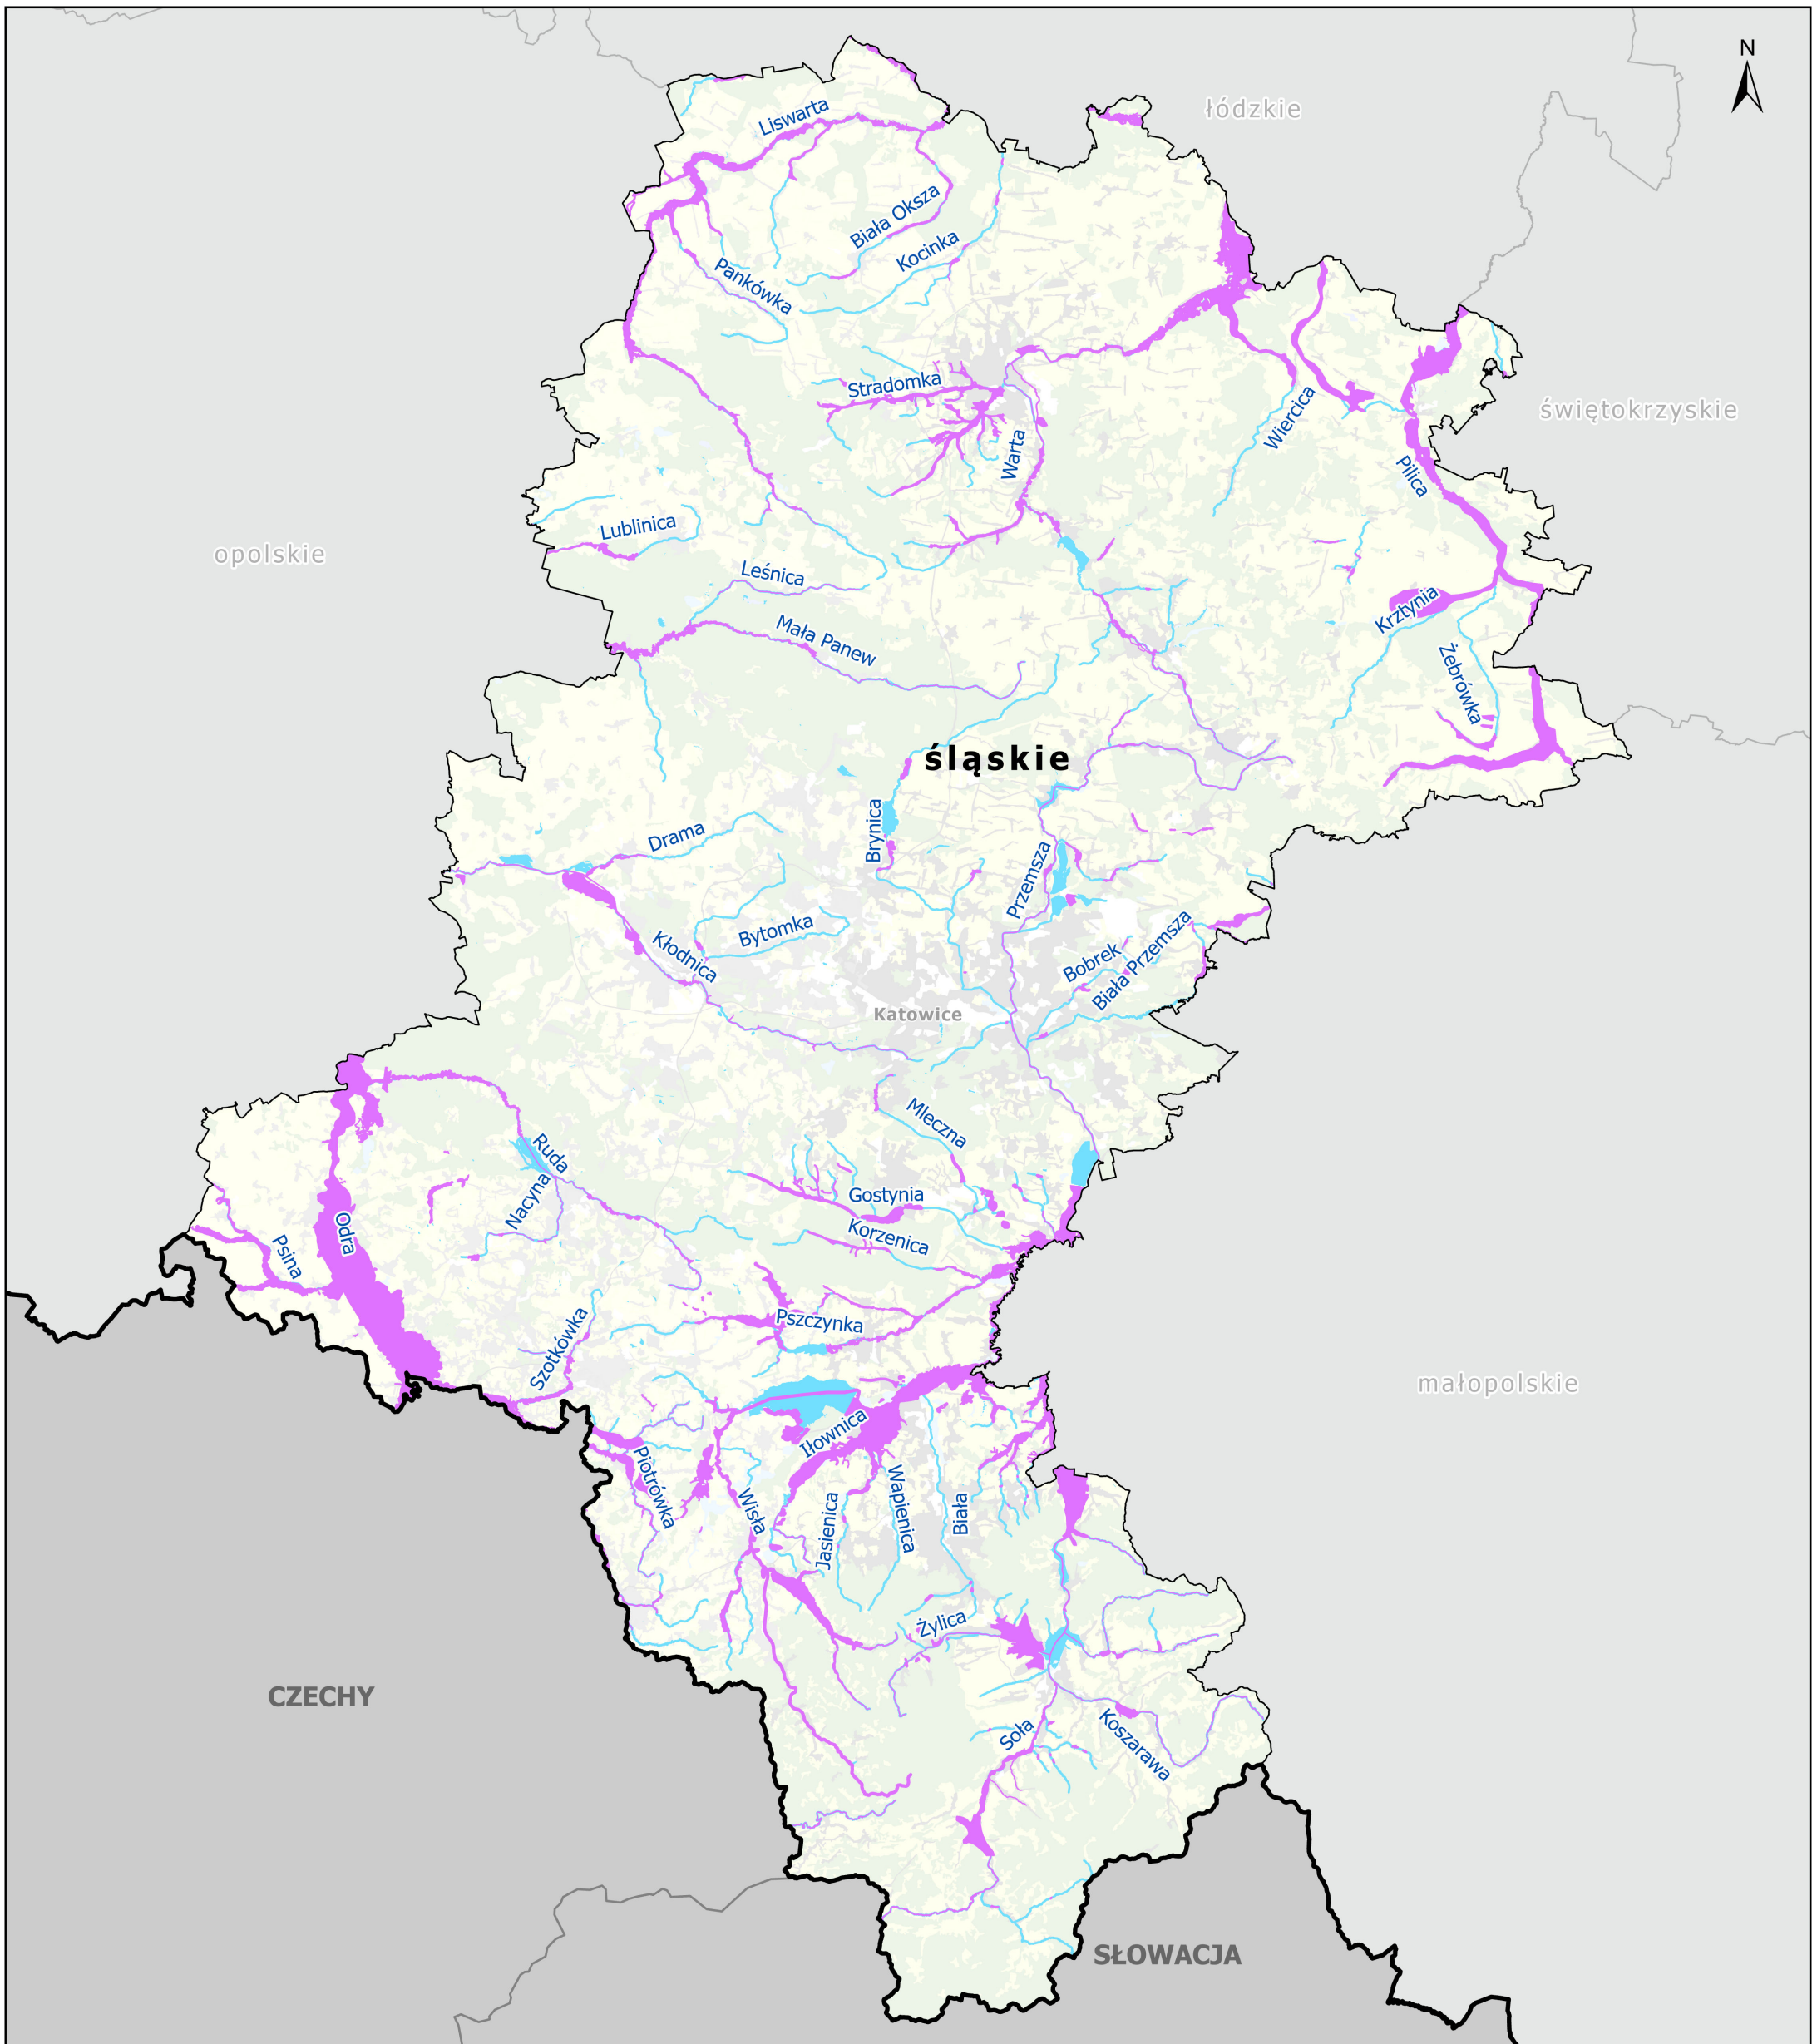 N
łódzkie
Liswarta
Biała Oksza
Kocinka
Pankówka
Stradomka
Wiercica
świętokrzyskie
Warta
Pilica
Lublinica
opolskie
Leśnica
Krztynia
Mała Panew
Żebrówka
śląskie
Brynica
Drama
Przemsza
Bytomka
Kłodnica
Bobrek
Biała Przemsza
Katowice
Mleczna
Ruda
Nacyna
Gostynia
Odra
Korzenica
Psina
Pszczynka
Szotkówka
małopolskie
Iłownica
Piotrówka
Wisła
Jasienica
Wapienica
Biała
Żylica
CZECHY
Soła
Koszarawa
SŁOWACJA